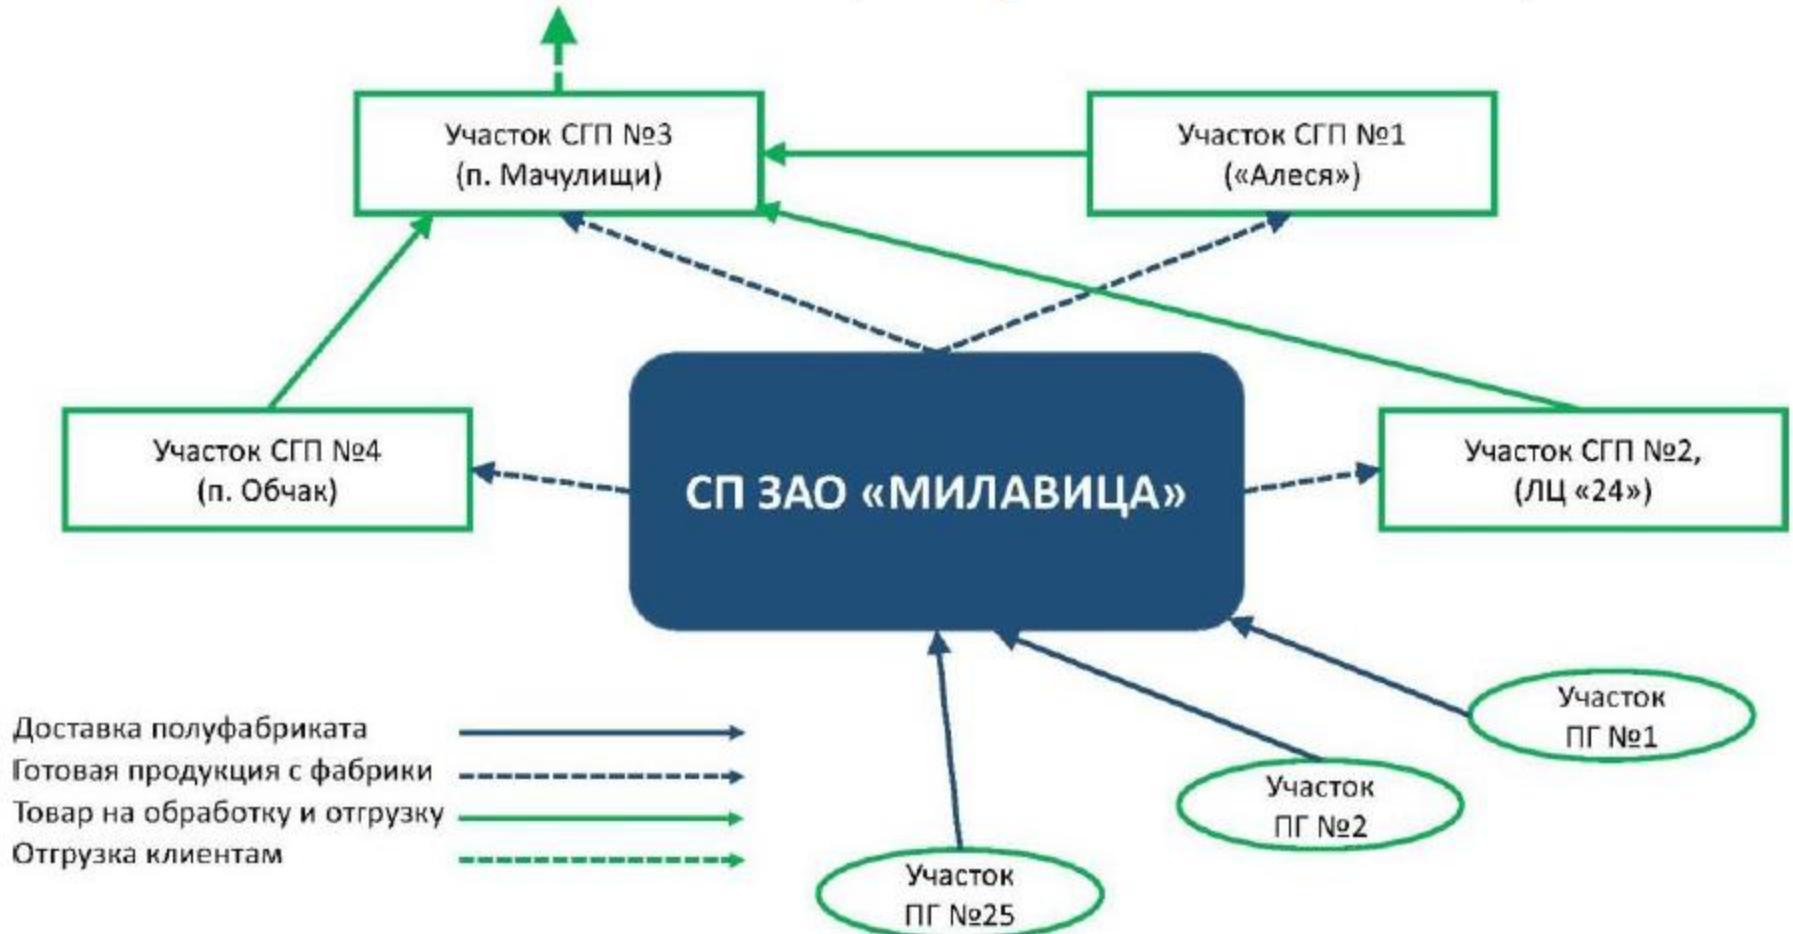 Участок СГП №3
(п. Мачулищи)
Участок СГП №1
(«Алеся»)
Участок СГП №4
(п. Обчак)
СП ЗАО «МИЛАВИЦА»
Участок СГП №2,
(ЛЦ «24»)
Участок
ПГ №1
Участок
ПГ №2
Участок
ПГ №25
Доставка полуфабриката
Готовая продукция с фабрики
Товар на обработку и отгрузку
Отгрузка клиентам